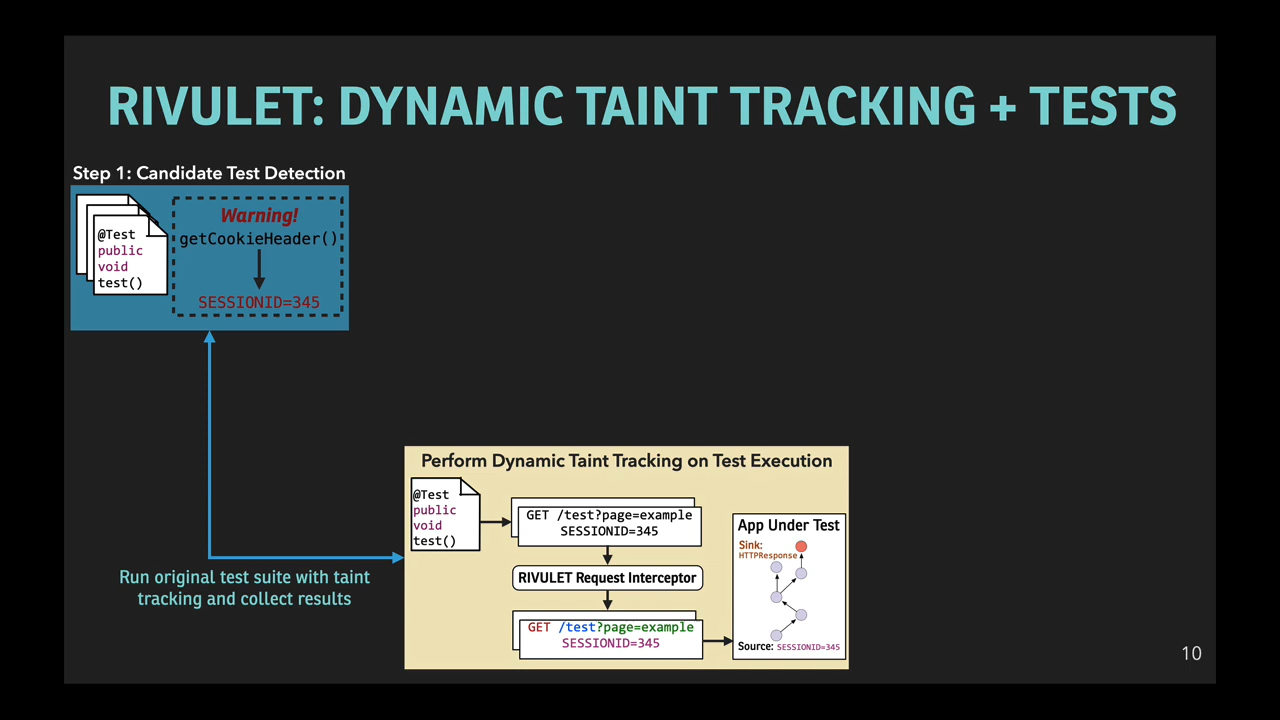 RIVULET: DYNAMIC TAINT TRACKING + TESTS
Step 1: Candidate Test Detection
@Test
public
void
test()
Warning!
getCookieHeader()
SESSIONID=345
Run original test suite with taint
tracking and collect results
Perform Dynamic Taint Tracking on Test Execution
@Test
public
void
test()
GET /test?page=example
SESSIONID=345
RIVULET Request Interceptor
GET /test?page=example
SESSIONID=345
App Under Test
Sink:
HTTPResponse
Source: SESSIONID=345
10